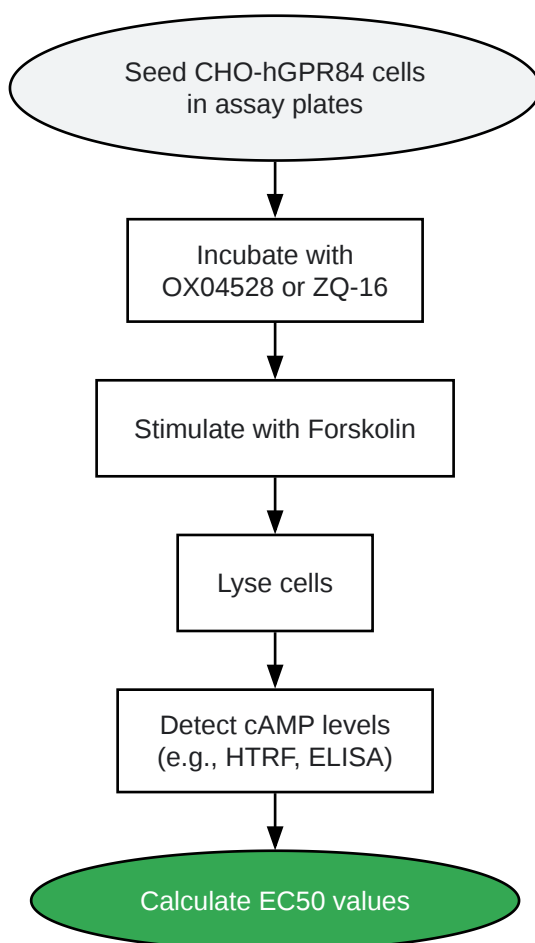 Seed CHO-hGPR84 cells
in assay plates
Incubate with
OX04528 or ZQ-16
Stimulate with Forskolin
Lyse cells
Detect cAMP levels
(e.g., HTRF, ELISA)
Calculate EC50 values